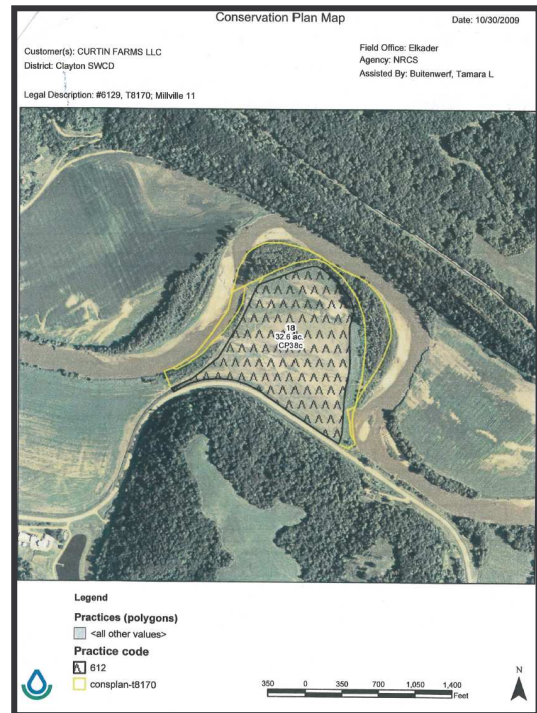 Conservation Plan Map
Date: 10/30/2009
Customer(s): CURTIN FARMS LLC
District: Clayton SWCD
Field Office: Elkader
Agency: NRCS
Assisted By: Buitenwerf, Tamara L
Legal Description: #6129, T8170; Millville 11
18
32.6 ac.
CP38c
Legend
Practices (polygons)
<all other values>
Practice code
612
consplan-t8170
350 0 350 700 1,050 1,400
Feet
N